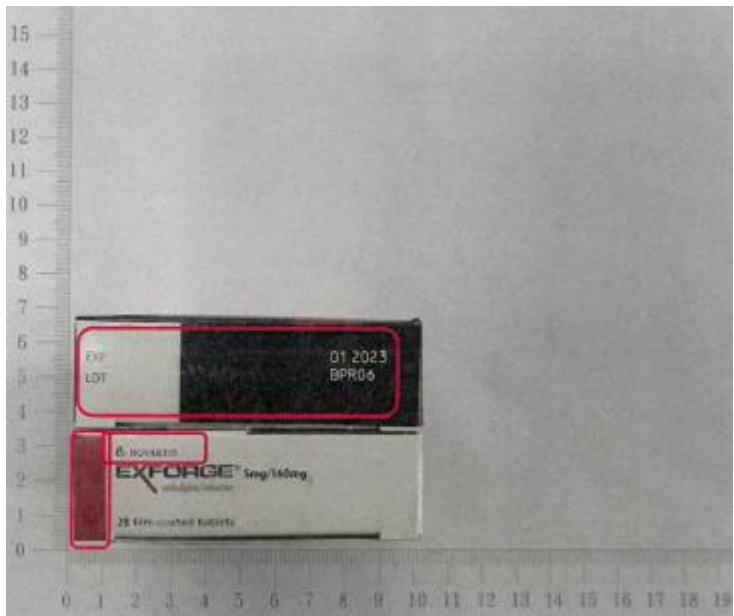 15
14
13
12
11
10
9
8
7
6
5
4
3
2
1
0
EXP 01 2023
LOT BPR06
NOVARTIS
EXFORGE® 5mg/160mg
28 film-coated tablets
0 1 2 3 4 5 6 7 8 9 10 11 12 13 14 15 16 17 18 19